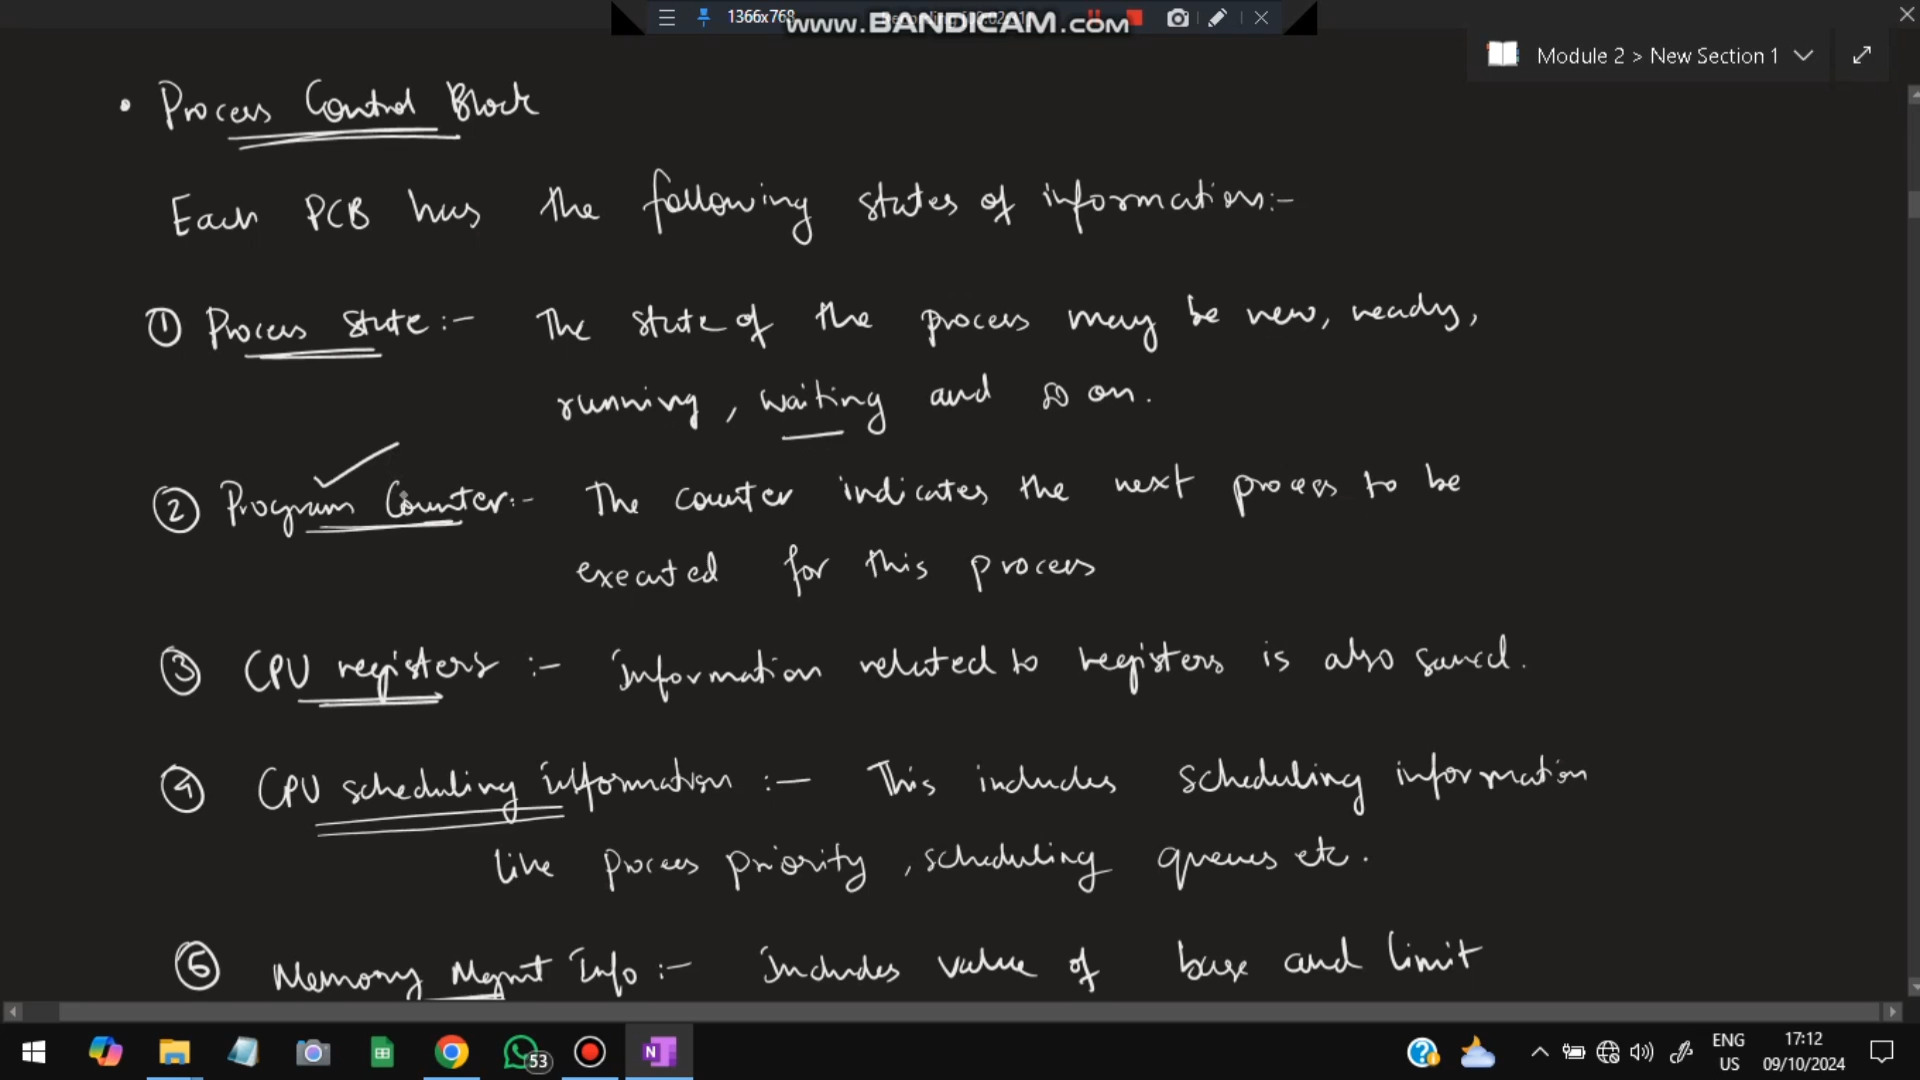 1366x768
www.BANDICAM.com
Module 2 > New Section 1
• Process Control Block
Each PCB has the following states of information:-
① Process State:- The state of the process may be new, ready,
running, waiting and so on.
② Program Counter:- The counter indicates the next process to be
executed for this process
③ CPU registers :- Information related to registers is also saved.
④ CPU scheduling information :- This includes scheduling information
like process priority, scheduling queues etc.
⑤ Memory Mgmt Info :- includes value of base and limit
53
N
ENG
US
17:12
09/10/2024